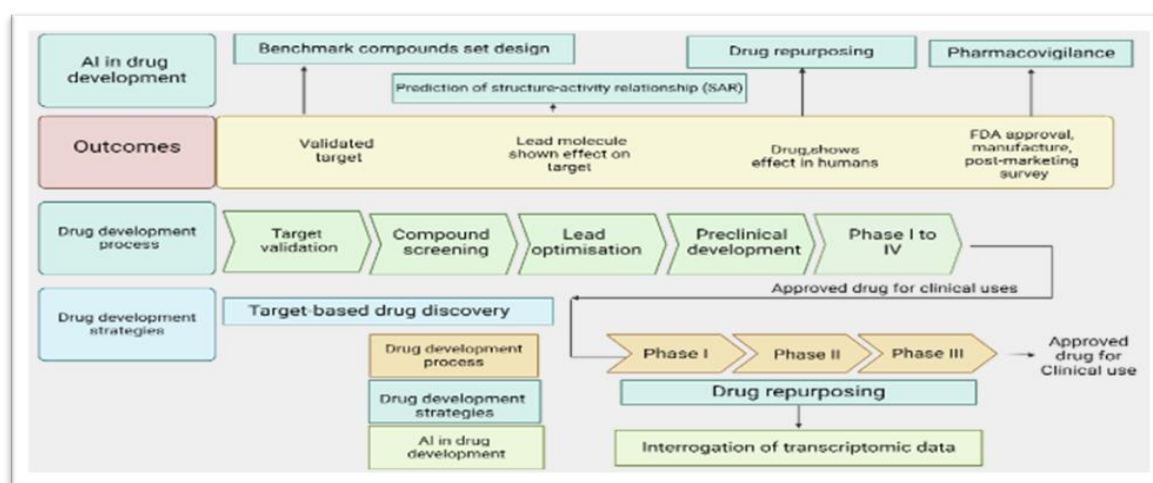 AI in drug
development
Benchmark compounds set design
Drug repurposing
Pharmacovigilance
Prediction of structure-activity relationship (SAR)
Outcomes
Validated
target
Lead molecule
shown effect on
target
Drug,shows
effect in humans
FDA approval,
manufacture,
post-marketing
survey
Drug development
process
Target
validation
Compound
screening
Lead
optimisation
Preclinical
development
Phase I to
IV
Approved drug for clinical uses
Drug development
strategies
Target-based drug discovery
Drug development
process
Phase I
Phase II
Phase III
Approved
drug for
Clinical use
Drug development
strategies
Drug repurposing
AI in drug
development
Interrogation of transcriptomic data